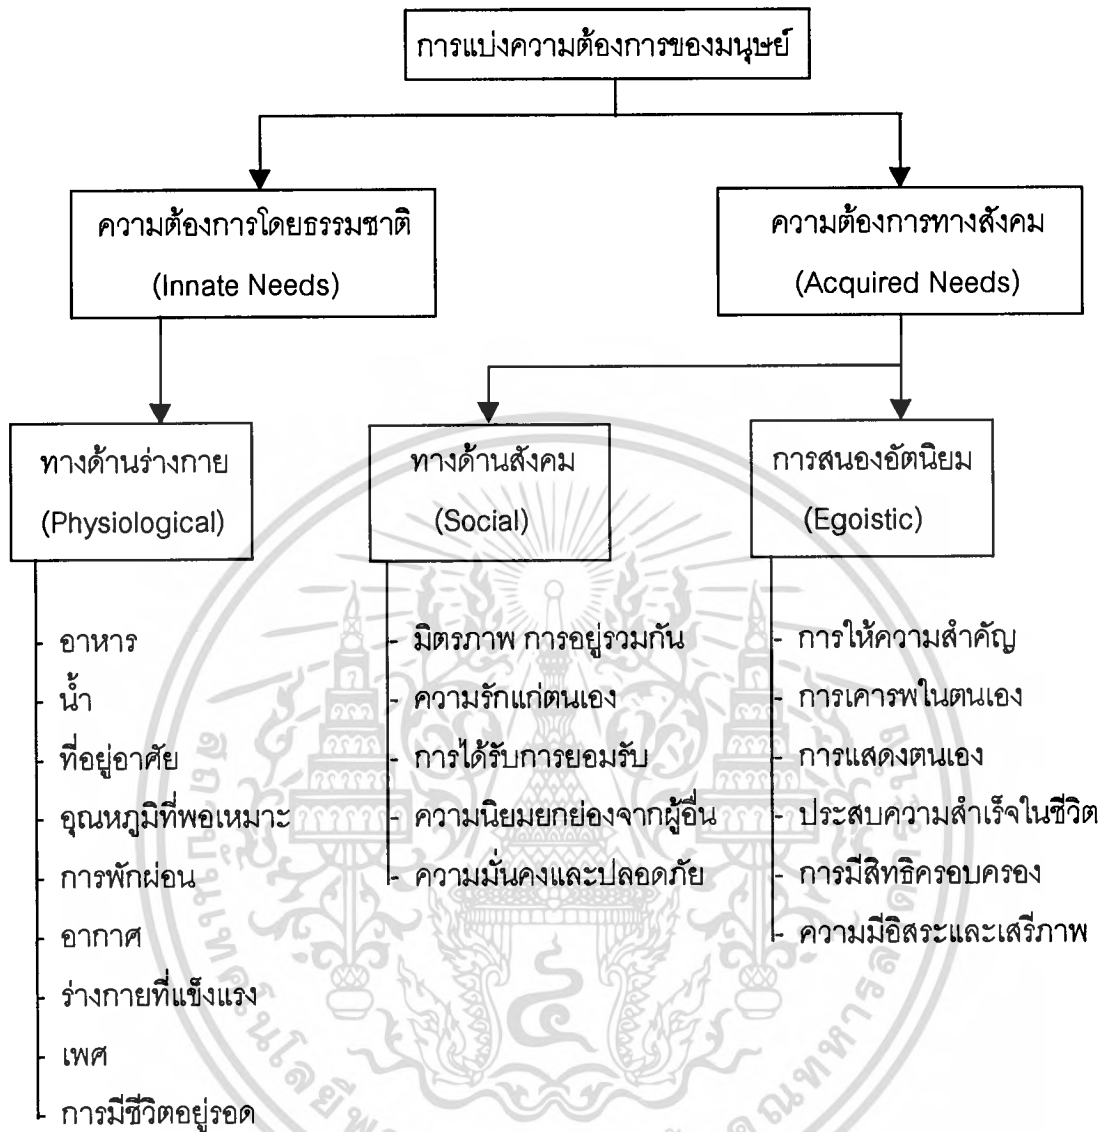 การแบ่งความต้องการของมนุษย์
ความต้องการโดยธรรมชาติ
(Innate Needs)
ความต้องการทางสังคม
(Acquired Needs)
ทางด้านร่างกาย
(Physiological)
ทางด้านสังคม
(Social)
การสนองอัตนิยม
(Egoistic)
- อาหาร
- น้ำ
- ที่อยู่อาศัย
- อุณหภูมิที่พอเหมาะ
- การพักผ่อน
- อากาศ
- ร่างกายที่แข็งแรง
- เพศ
- การมีชีวิตอยู่รอด
- มิตรภาพ การอยู่รวมกัน
- ความรักแก่ตนเอง
- การได้รับการยอมรับ
- ความนิยมยกย่องจากผู้อื่น
- ความมั่นคงและปลอดภัย
- การให้ความสำคัญ
- การเคารพในตนเอง
- การแสดงตนเอง
- ประสบความสำเร็จในชีวิต
- การมีสิทธิครอบครอง
- ความมีอิสระและเสรีภาพ